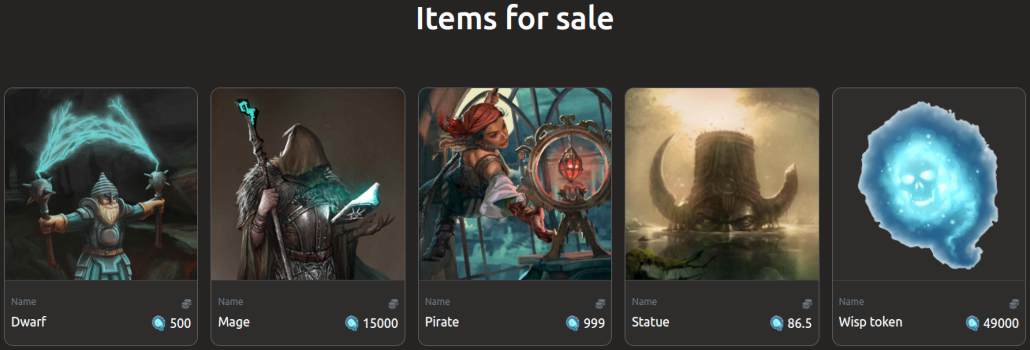 Items for sale
Name
Dwarf 500
Name
Mage 15000
Name
Pirate 999
Name
Statue 86.5
Name
Wisp token 49000